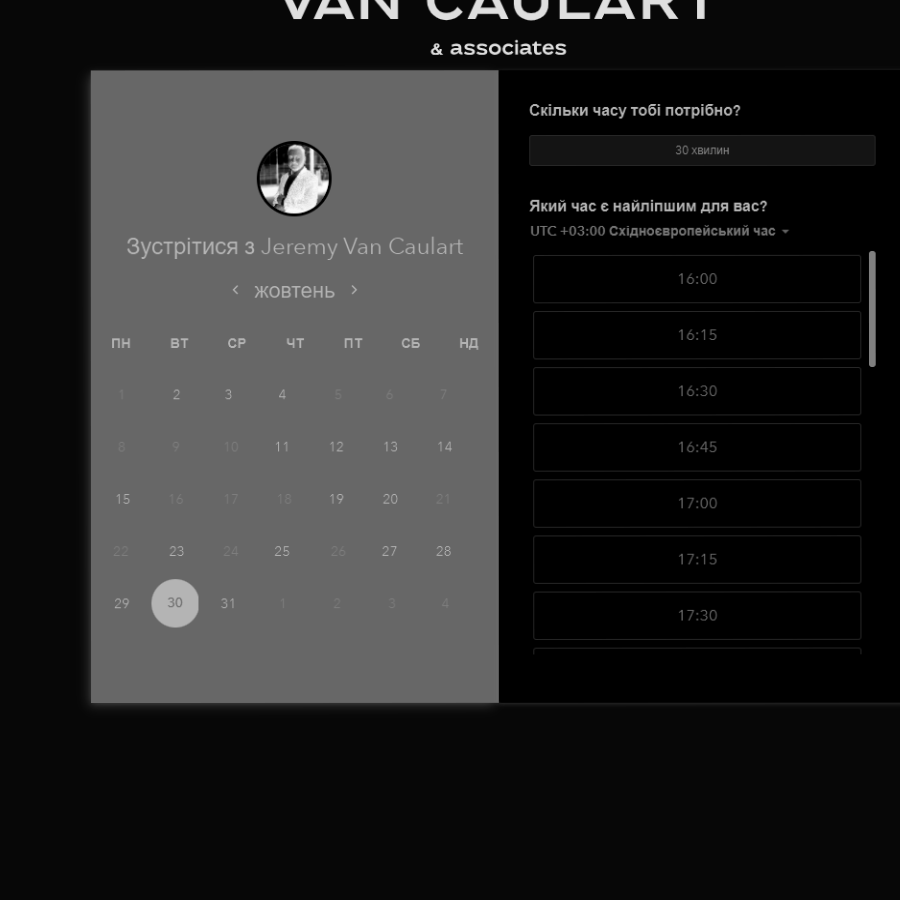 VAN CAULART
& associates
Зустрітися з Jeremy Van Caulart
жовтень
ПН ВТ СР ЧТ ПТ СБ НД
1 2 3 4 5 6 7
8 9 10 11 12 13 14
15 16 17 18 19 20 21
22 23 24 25 26 27 28
29 30 31 1 2 3 4
Скільки часу тобі потрібно?
30 хвилин
Який час є найліпшим для вас?
UTC +03:00 Східноєвропейський час
16:00
16:15
16:30
16:45
17:00
17:15
17:30